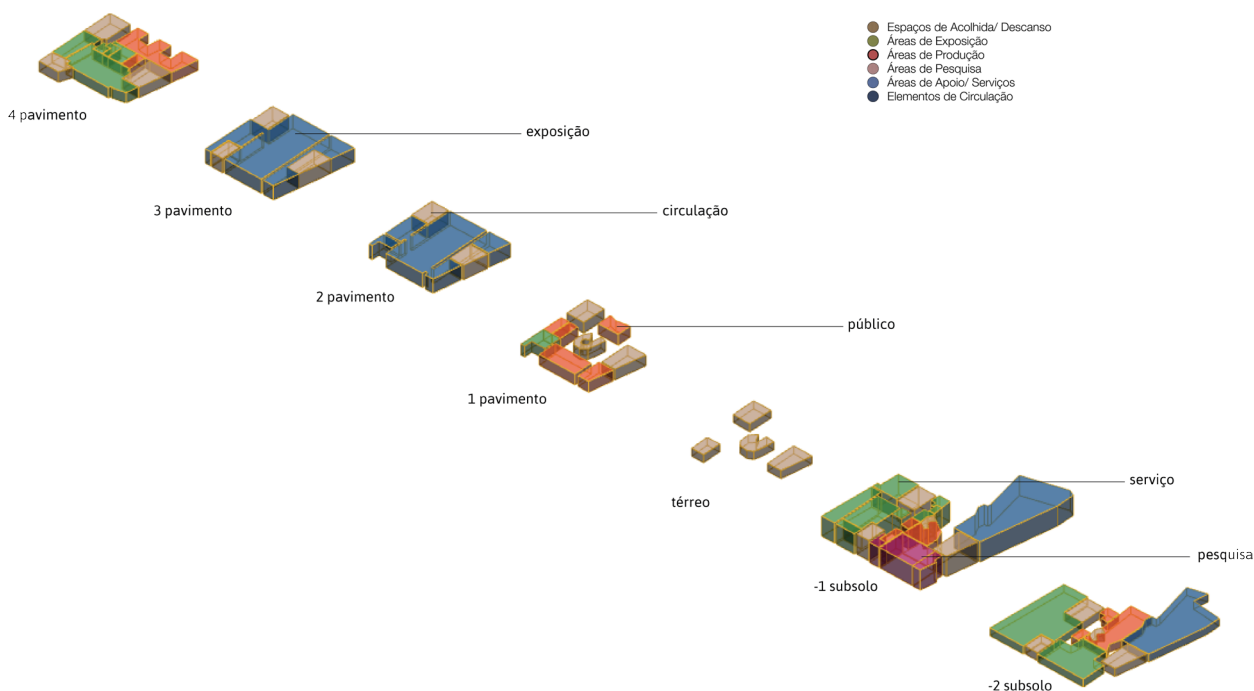 Espaços de Acolhida/ Descanso
Áreas de Exposição
Áreas de Produção
Áreas de Pesquisa
Áreas de Apoio/ Serviços
Elementos de Circulação
4 pavimento
exposição
3 pavimento
circulação
2 pavimento
público
1 pavimento
térreo
serviço
pesquisa
-1 subsolo
-2 subsolo